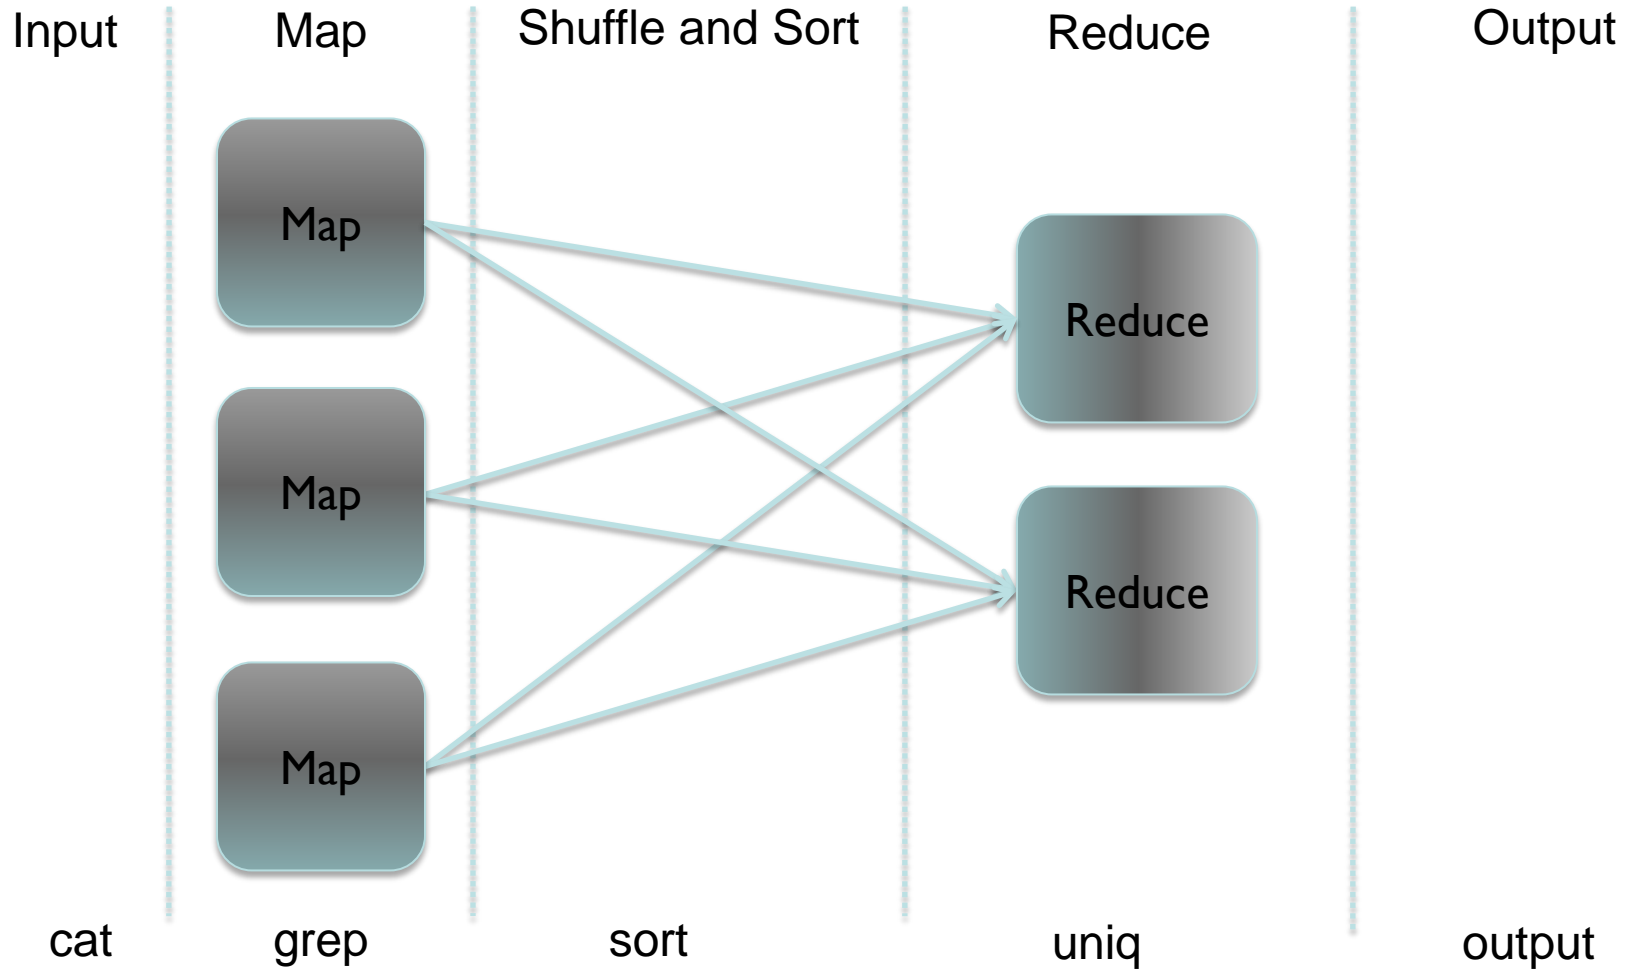 Input
Map
Shuffle and Sort
Reduce
Output
Map
Reduce
Map
Reduce
Map
cat
grep
sort
uniq
output